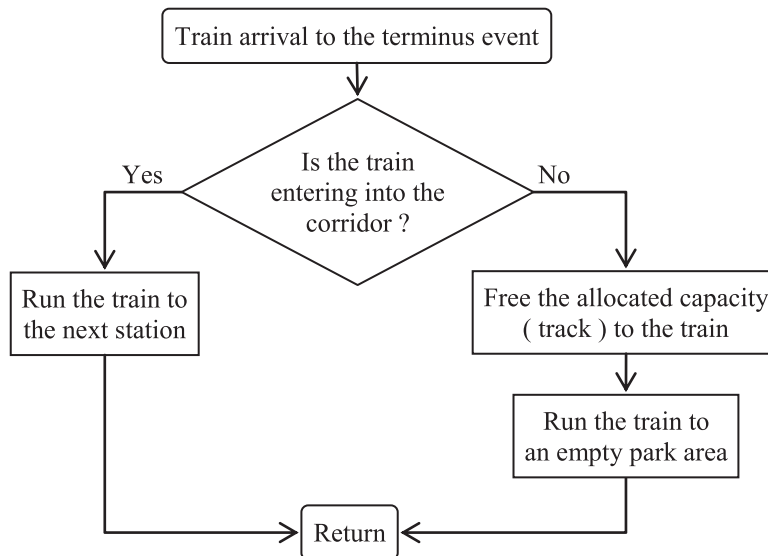 Train arrival to the terminus event
Is the train
entering into the
corridor ?
Yes
No
Run the train to
the next station
Free the allocated capacity
( track ) to the train
Run the train to
an empty park area
Return